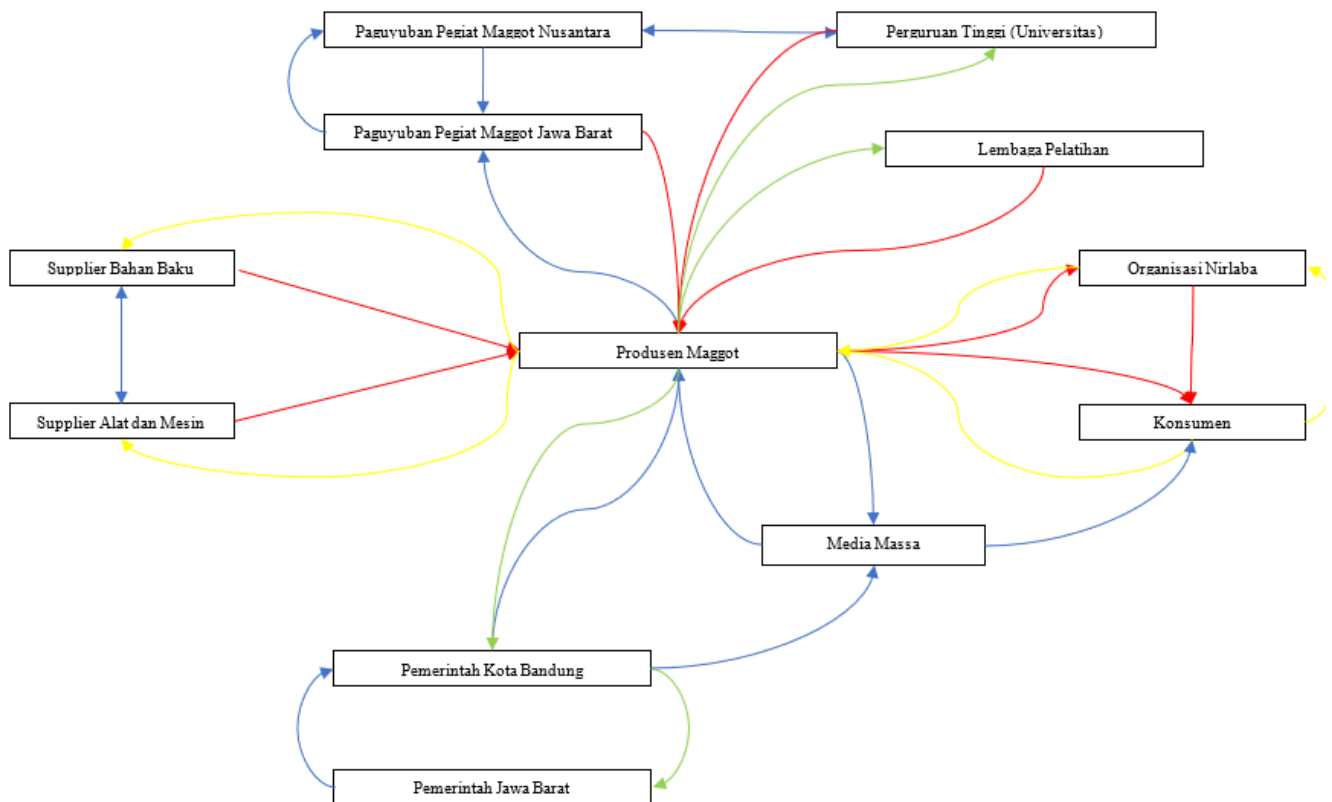 Paguyuban Pegiat Maggot Nusantara
Perguruan Tinggi (Universitas)
Paguyuban Pegiat Maggot Jawa Barat
Lembaga Pelatihan
Supplier Bahan Baku
Organisasi Nirlaba
Produsen Maggot
Supplier Alat dan Mesin
Konsumen
Media Massa
Pemerintah Kota Bandung
Pemerintah Jawa Barat